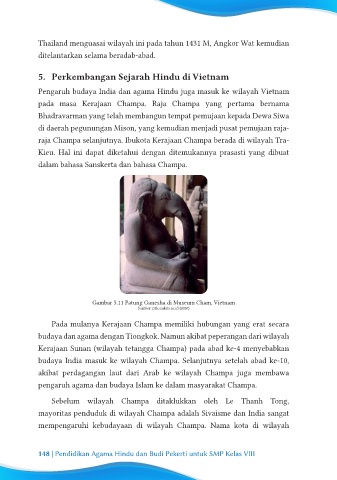 Thailand menguasai wilayah ini pada tahun 1431 M, Angkor Wat kemudian
ditelantarkan selama beradab-abad.
5. Perkembangan Sejarah Hindu di Vietnam
Pengaruh budaya India dan agama Hindu juga masuk ke wilayah Vietnam
pada masa Kerajaan Champa. Raja Champa yang pertama bernama
Bhadravarman yang telah membangun tempat pemujaan kepada Dewa Siwa
di daerah pegunungan Mison, yang kemudian menjadi pusat pemujaan raja-
raja Champa selanjutnya. Ibukota Kerajaan Champa berada di wilayah Tra-
Kieu. Hal ini dapat diketahui dengan ditemukannya prasasti yang dibuat
dalam bahasa Sanskerta dan bahasa Champa.
Gambar 5.13 Patung Ganesha di Museum Cham, Vietnam
Pada mulanya Kerajaan Champa memiliki hubungan yang erat secara
budaya dan agama dengan Tiongkok. Namun akibat peperangan dari wilayah
Kerajaan Sunan (wilayah tetangga Champa) pada abad ke-4 menyebabkan
budaya India masuk ke wilayah Champa. Selanjutnya setelah abad ke-10,
akibat perdagangan laut dari Arab ke wilayah Champa juga membawa
pengaruh agama dan budaya Islam ke dalam masyarakat Champa.
Sebelum wilayah Champa ditaklukkan oleh Le Thanh Tong,
mayoritas penduduk di wilayah Champa adalah Sivaisme dan India sangat
mempengaruhi kebudayaan di wilayah Champa. Nama kota di wilayah
148 | Pendidikan Agama Hindu dan Budi Pekerti untuk SMP Kelas VIII